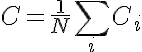 C = \frac{1}{N} \sum_{i} C_i